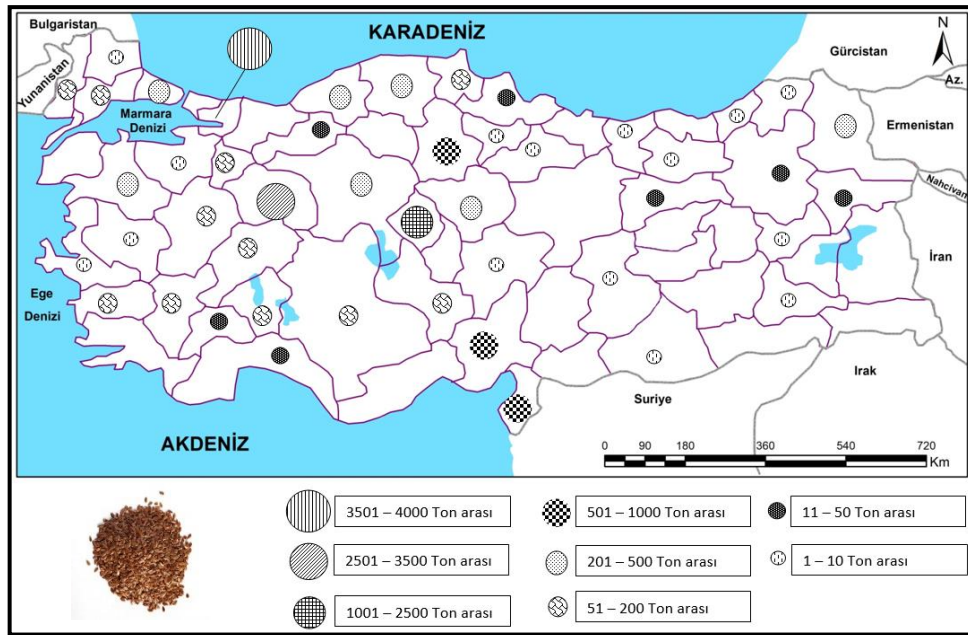 Bulgaristan
KARADENİZ
N
Gürcistan
Yunanistan
Az.
Marmara
Denizi
Ermenistan
Nahcivan
İran
Ege
Denizi
Irak
Suriye
AKDENİZ
0 90 180 360 540 720
Km
3501 – 4000 Ton arası
501 – 1000 Ton arası
11 – 50 Ton arası
2501 – 3500 Ton arası
201 – 500 Ton arası
1 – 10 Ton arası
1001 – 2500 Ton arası
51 – 200 Ton arası